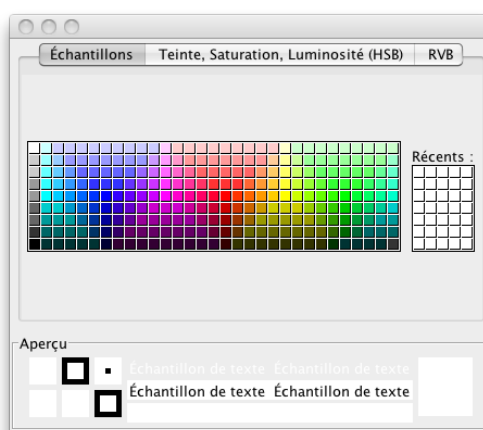 Échantillons Teinte, Saturation, Luminosité (HSB) RVB
Récents :
Aperçu
Échantillon de texte Échantillon de texte
Échantillon de texte Échantillon de texte